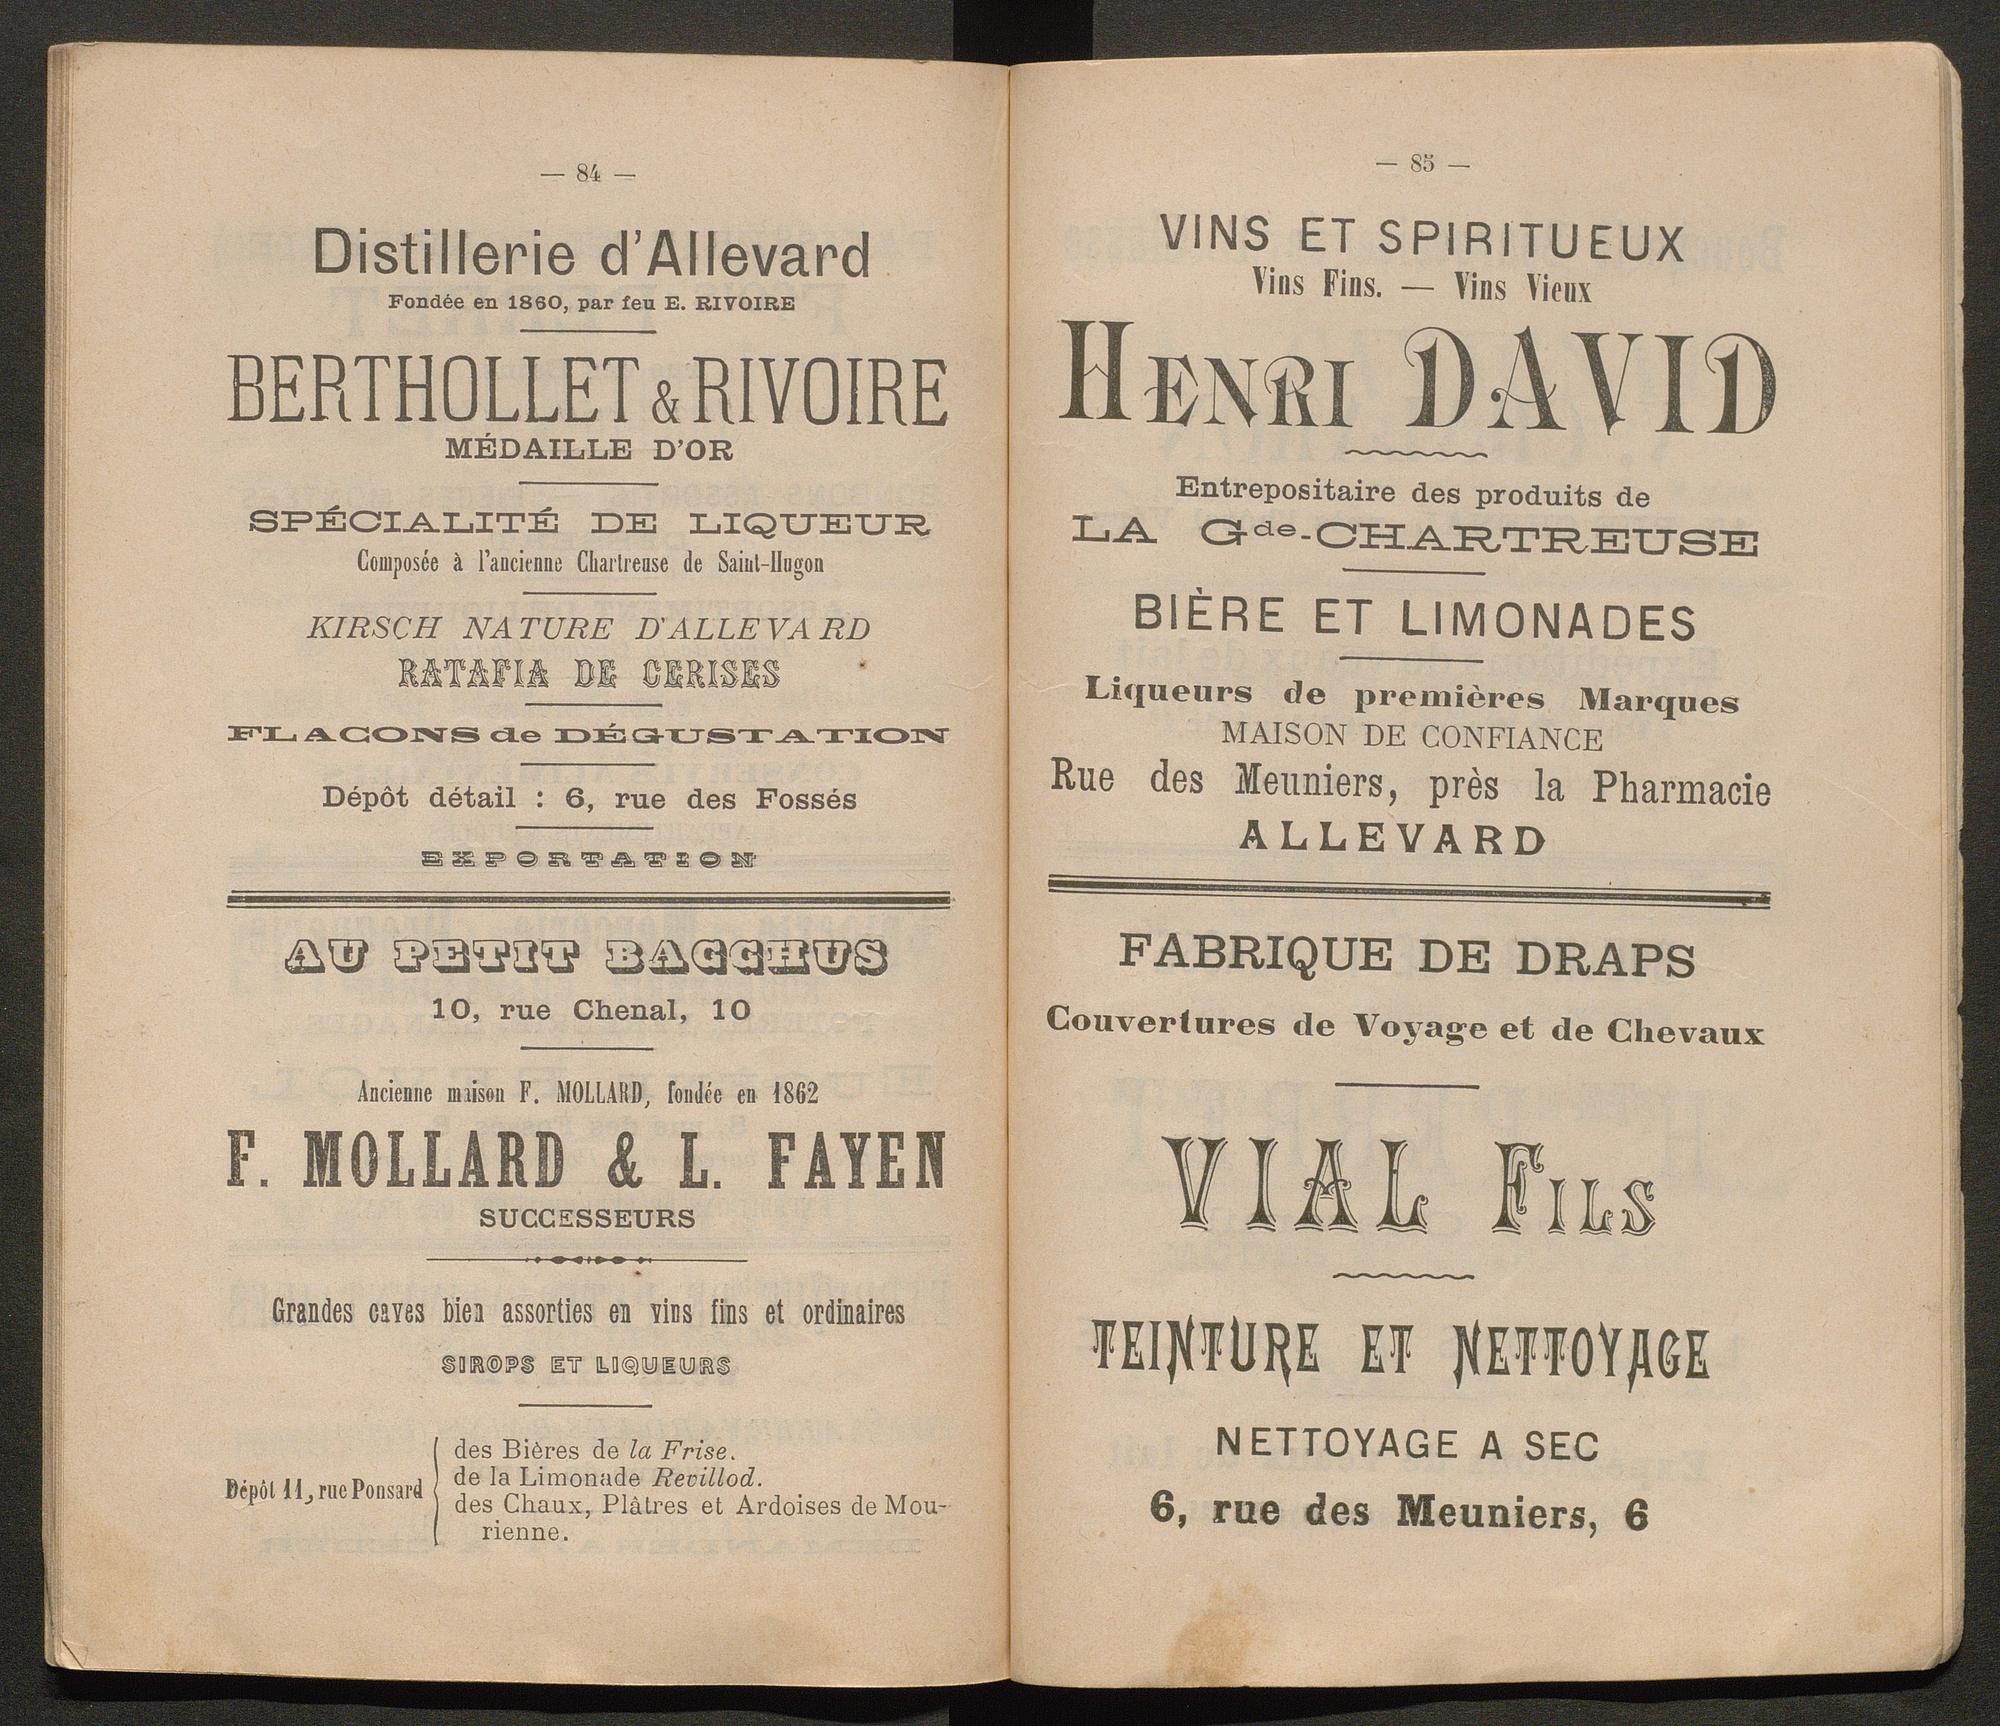 — 84 —
Distillerie d'Allevard
Fondée en 1860, par feu E. RIVOIRE
BERTHOLLET & RIVOIRE
MÉDAILLE D'OR
SPÉCIALITÉ DE LIQUEUR
Composée à l'ancienne Chartreuse de Saint-Hugon
KIRSCH NATURE D'ALLEVARD
RATAFIA DE CERISES
FLACONS de DÉGUSTATION
Dépôt détail : 6, rue des Fossés
EXPORTATION
AU PETIT BACCHUS
10, rue Chenal, 10
Ancienne maison F. MOLLARD, fondée en 1862
F. MOLLARD & L. FAYEN
SUCCESSEURS
Grandes caves bien assorties en vins fins et ordinaires
SIROPS ET LIQUEURS
Dépôt 11, rue Ponsard
des Bières de la Frise.
de la Limonade Revillod.
des Chaux, Plâtres et Ardoises de Mou-
rienne.
— 85 —
VINS ET SPIRITUEUX
Vins Fins. — Vins Vieux
HENRI DAVID
Entrepositaire des produits de
LA Gde-CHARTREUSE
BIÈRE ET LIMONADES
Liqueurs de premières Marques
MAISON DE CONFIANCE
Rue des Meuniers, près la Pharmacie
ALLEVARD
FABRIQUE DE DRAPS
Couvertures de Voyage et de Chevaux
VIAL FILS
TEINTURE ET NETTOYAGE
NETTOYAGE A SEC
6, rue des Meuniers, 6